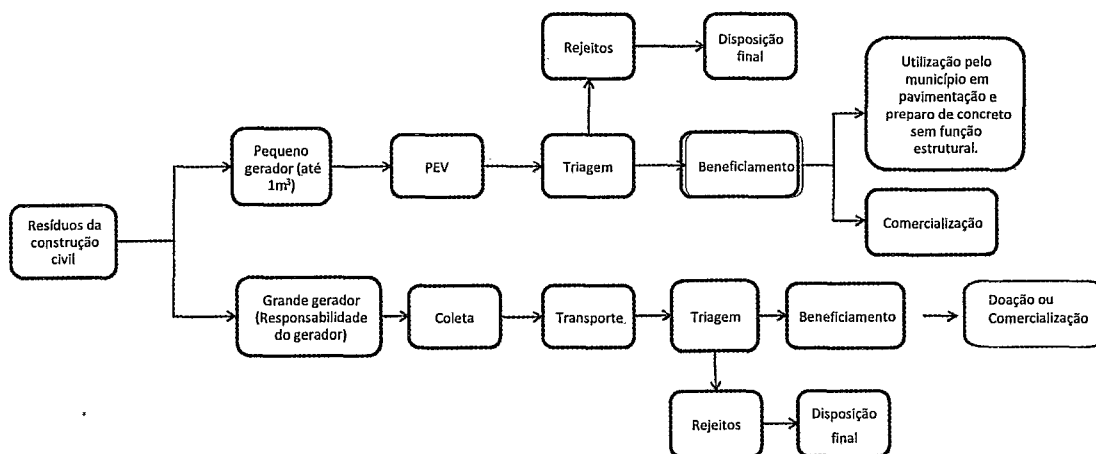 Rejeitos
Disposição
final
Utilização pelo
município em
pavimentação e
preparo de concreto
sem função
estrutural.
Pequeno
gerador (até
1m³)
PEV
Triagem
Beneficiamento
Comercialização
Resíduos da
construção
civil
Grande gerador
(Responsabilidade
do gerador)
Coleta
Transporte
Triagem
Beneficiamento
Doação ou
Comercialização
Rejeitos
Disposição
final